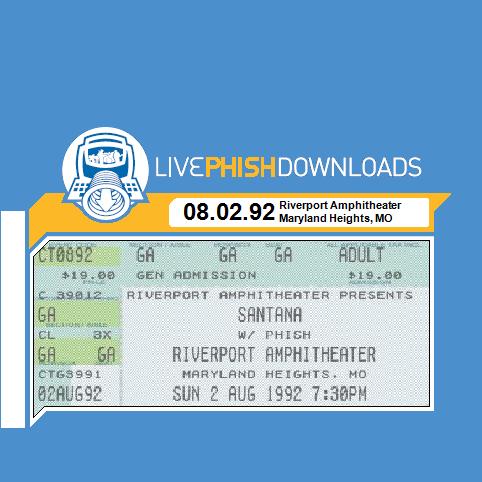 LIVEPHISHDOWNLOADS
08.02.92 Riverport Amphitheater
Maryland Heights, MO
CT0892 GA GA GA ADULT
$19.00 GEN ADMISSION $19.00
C 39012 RIVERPORT AMPHITHEATER PRESENTS
GA SANTANA
CL 3X W/ PHISH
GA GA RIVERPORT AMPHITHEATER
CTG3991 MARYLAND HEIGHTS. MO
02AUG92 SUN 2 AUG 1992 7:30PM